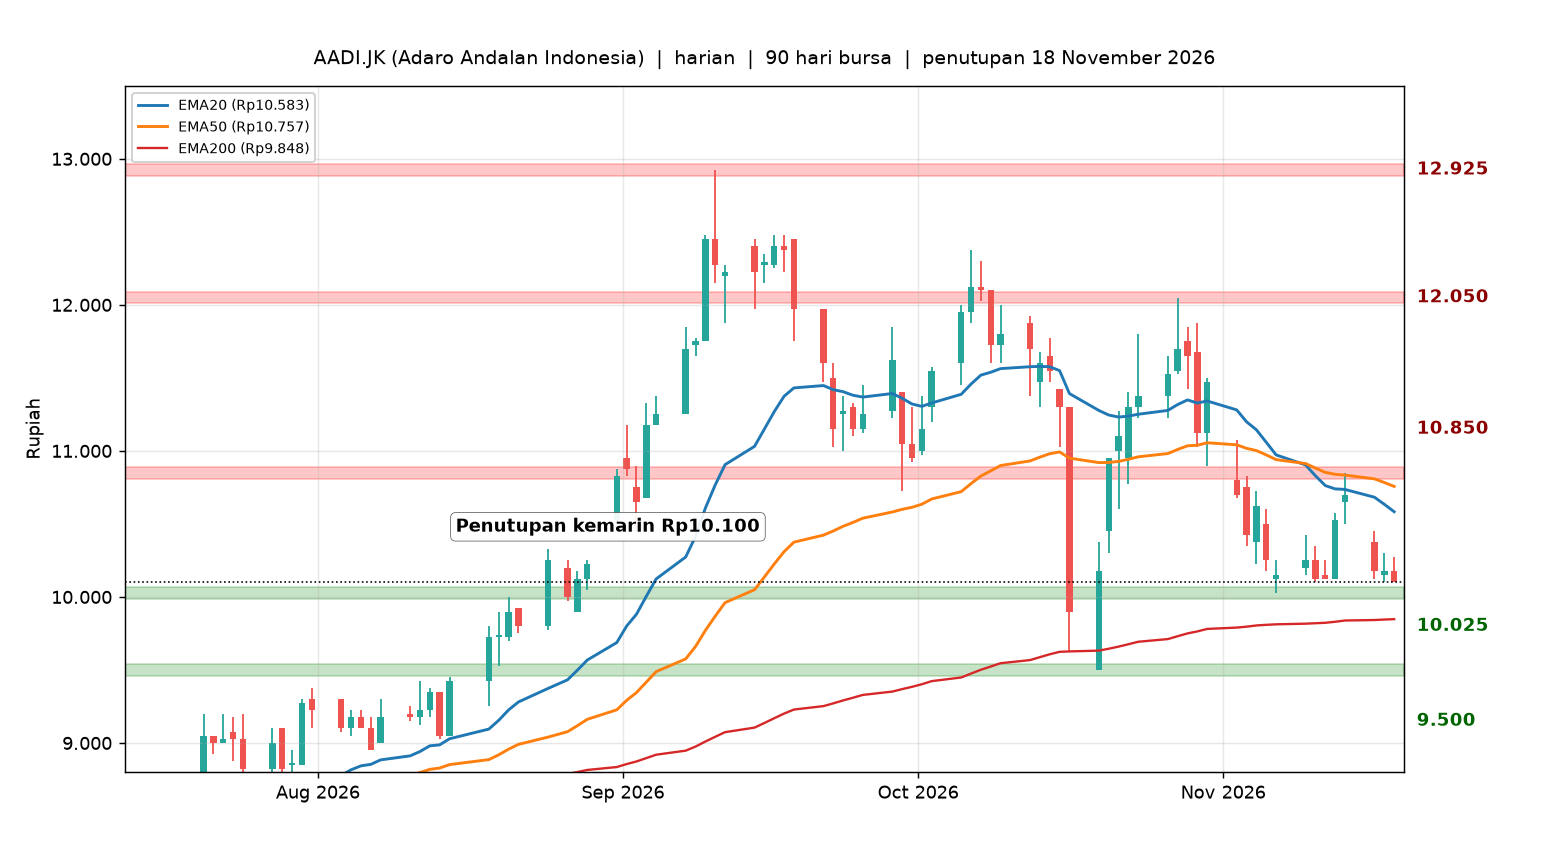 AADI.JK (Adaro Andalan Indonesia) | harian | 90 hari bursa | penutupan 18 November 2026
EMA20 (Rp10.583)
EMA50 (Rp10.757)
EMA200 (Rp9.848)
Rupiah
13.000
12.000
11.000
10.000
9.000
12.925
12.050
10.850
10.025
9.500
Penutupan kemarin Rp10.100
Aug 2026
Sep 2026
Oct 2026
Nov 2026